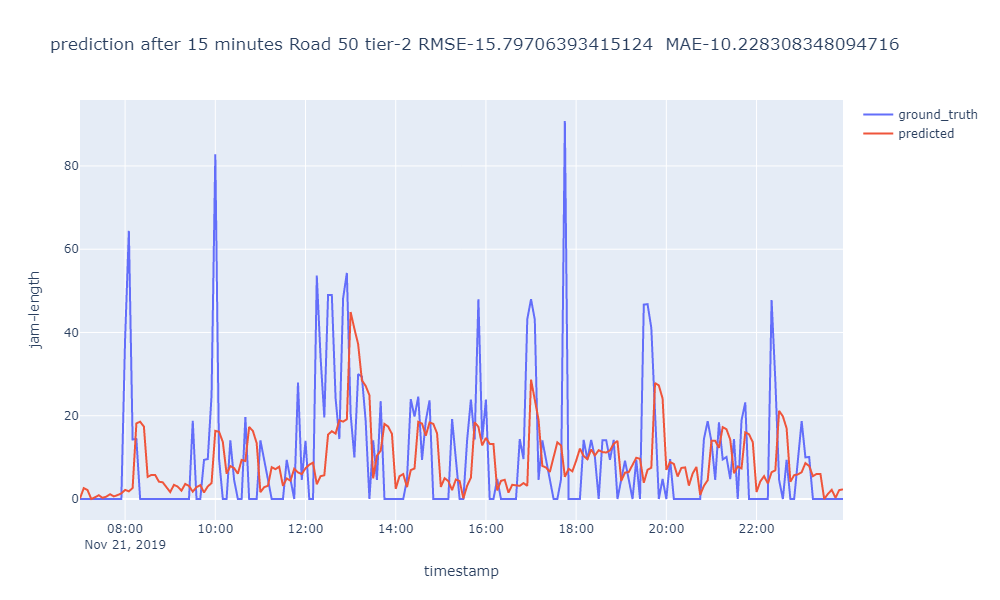 prediction after 15 minutes Road 50 tier-2 RMSE-15.79706393415124  MAE-10.228308348094716
ground_truth
predicted
80
60
40
20
0
jam-length
08:00 10:00 12:00 14:00 16:00 18:00 20:00 22:00
Nov 21, 2019
timestamp